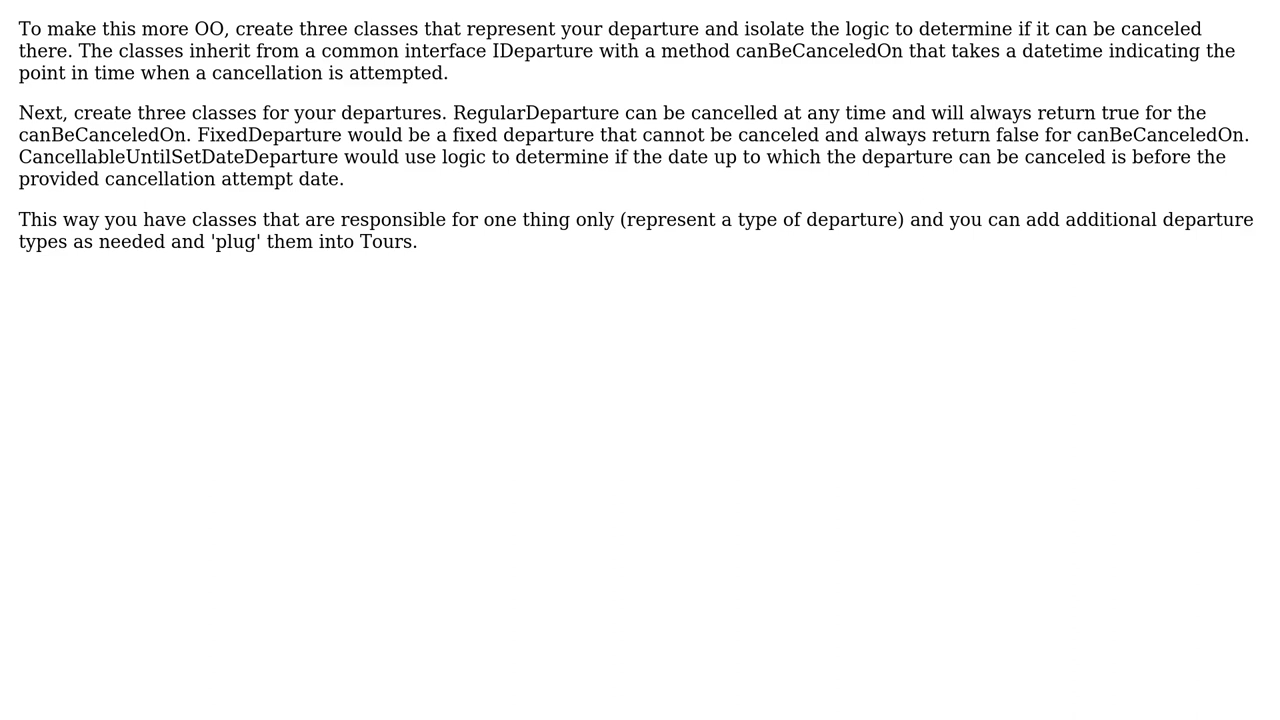 To make this more OO, create three classes that represent your departure and isolate the logic to determine if it can be canceled
there. The classes inherit from a common interface IDeparture with a method canBeCanceledOn that takes a datetime indicating the
point in time when a cancellation is attempted.
Next, create three classes for your departures. RegularDeparture can be cancelled at any time and will always return true for the
canBeCanceledOn. FixedDeparture would be a fixed departure that cannot be canceled and always return false for canBeCanceledOn.
CancellableUntilSetDateDeparture would use logic to determine if the date up to which the departure can be canceled is before the
provided cancellation attempt date.
This way you have classes that are responsible for one thing only (represent a type of departure) and you can add additional departure
types as needed and 'plug' them into Tours.